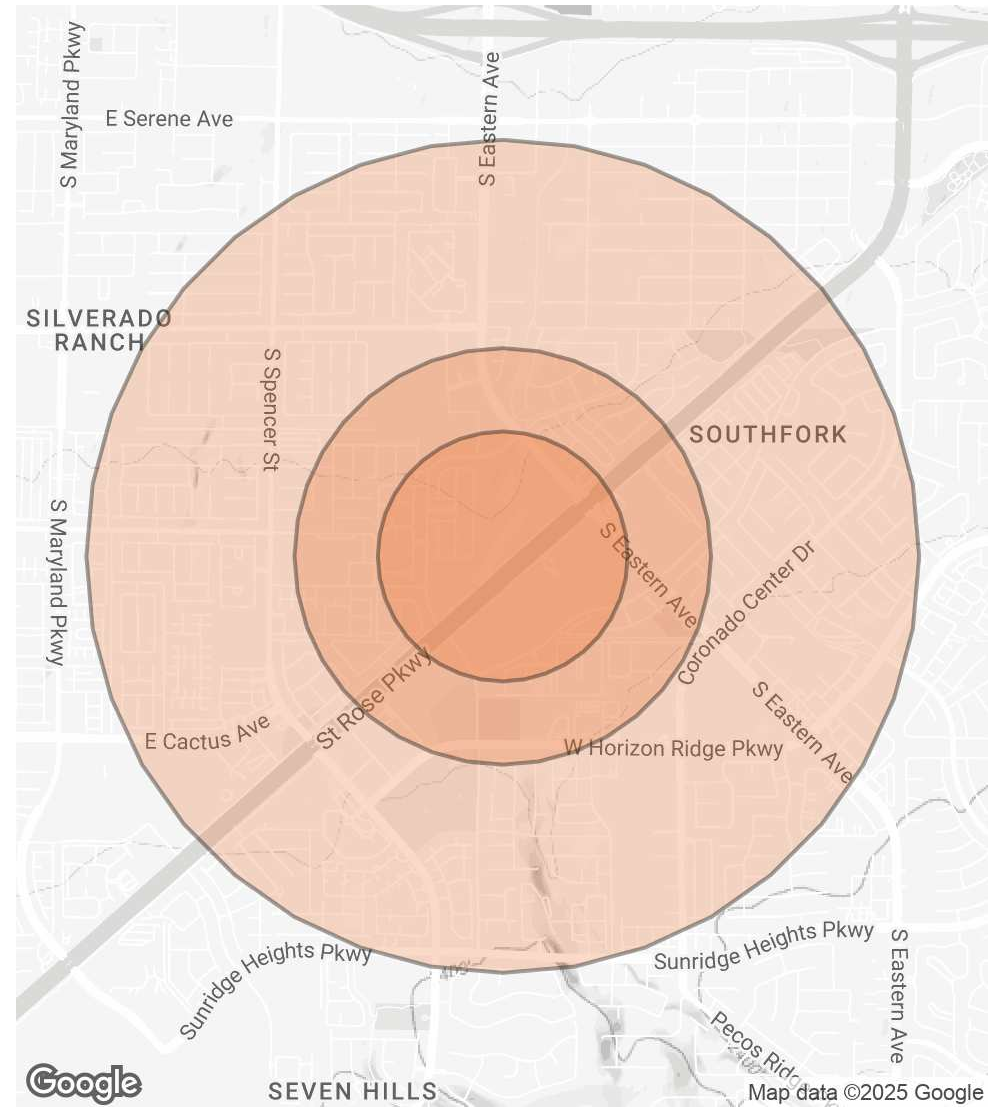 S Maryland Pkwy
S Eastern Ave
E Serene Ave
SILVERADO
RANCH
S Spencer St
SOUTHFORK
S Maryland Pkwy
S Eastern Ave
Coronado Center Dr
St Rose Pkwy
E Cactus Ave
S Eastern Ave
W Horizon Ridge Pkwy
Sunridge Heights Pkwy
Sunridge Heights Pkwy
S Eastern Ave
Pecos Ridge
Google
SEVEN HILLS
Map data ©2025 Google